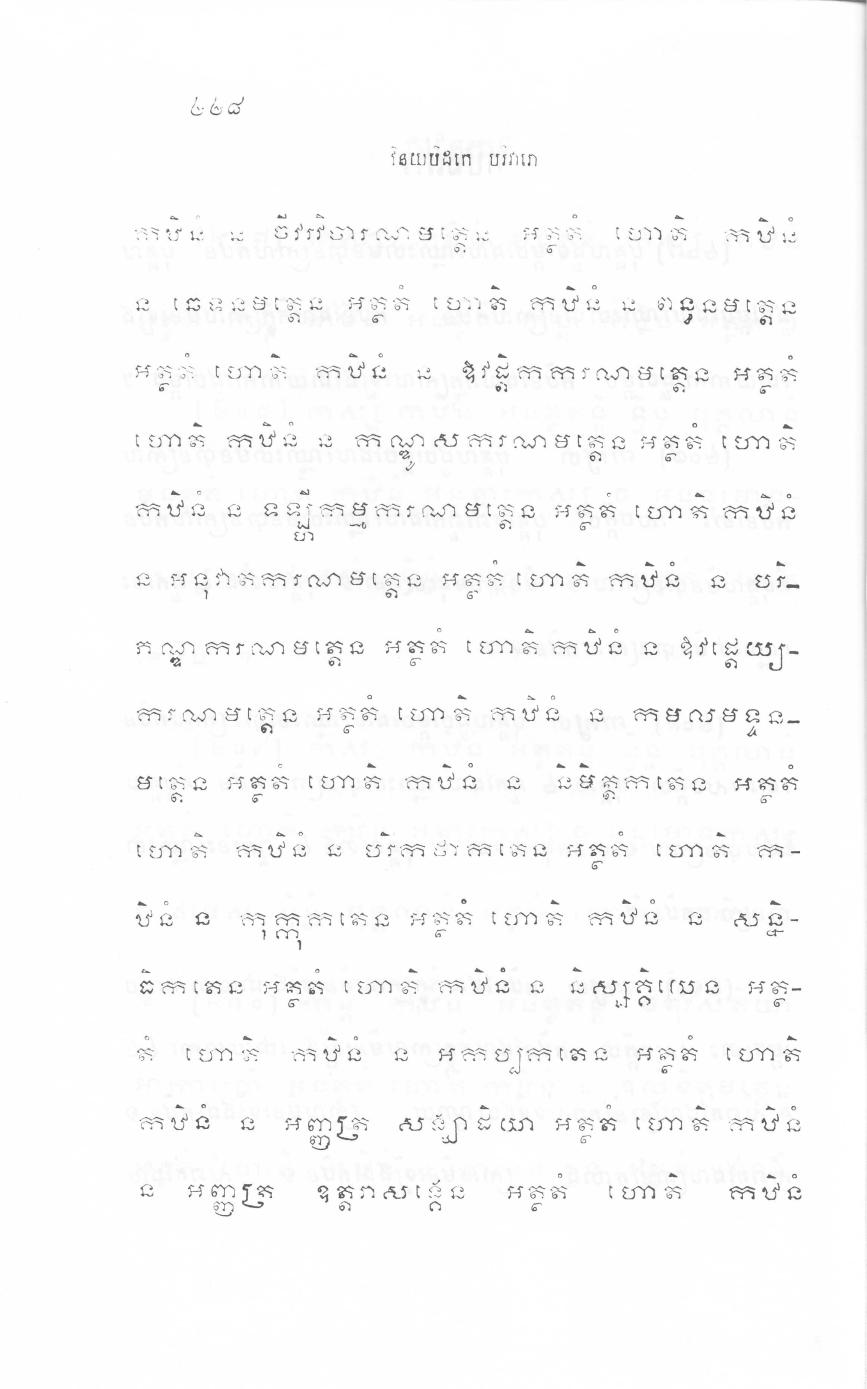 ២២៨
វិនយបិដកេ បរិវារោ
កឋិនំ ន ចីវរវិចារណមត្តេន អត្ថតំ ហោតិ កឋិនំ
ន ឆេទនមត្តេន អត្ថតំ ហោតិ កឋិនំ ន ពន្ធនមត្តេន
អត្ថតំ ហោតិ កឋិនំ ន ឱវដ្ដិកករណមត្តេន អត្ថតំ
ហោតិ កឋិនំ ន កណ្ឌូសករណមត្តេន អត្ថតំ ហោតិ
កឋិនំ ន ទឡ្ហីកម្មករណមត្តេន អត្ថតំ ហោតិ កឋិនំ
ន អនុវាតករណមត្តេន អត្ថតំ ហោតិ កឋិនំ ន បរិ-
ភណ្ឌករណមត្តេន អត្ថតំ ហោតិ កឋិនំ ន ឱវដ្ដេយ្យ-
ករណមត្តេន អត្ថតំ ហោតិ កឋិនំ ន កម្ពលមទ្ទន-
មត្តេន អត្ថតំ ហោតិ កឋិនំ ន និមិត្តកតេន អត្ថតំ
ហោតិ កឋិនំ ន បរិកថាកតេន អត្ថតំ ហោតិ ក-
ឋិនំ ន កុក្កុកតេន អត្ថតំ ហោតិ កឋិនំ ន សន្និ-
ធិកតេន អត្ថតំ ហោតិ កឋិនំ ន និស្សគ្គិយេន អត្ថ-
តំ ហោតិ កឋិនំ ន អកប្បកតេន អត្ថតំ ហោតិ
កឋិនំ ន អញ្ញត្រ សង្ឃាដិយា អត្ថតំ ហោតិ កឋិនំ
ន អញ្ញត្រ ឧត្តរាសង្គេន អត្ថតំ ហោតិ កឋិនំ